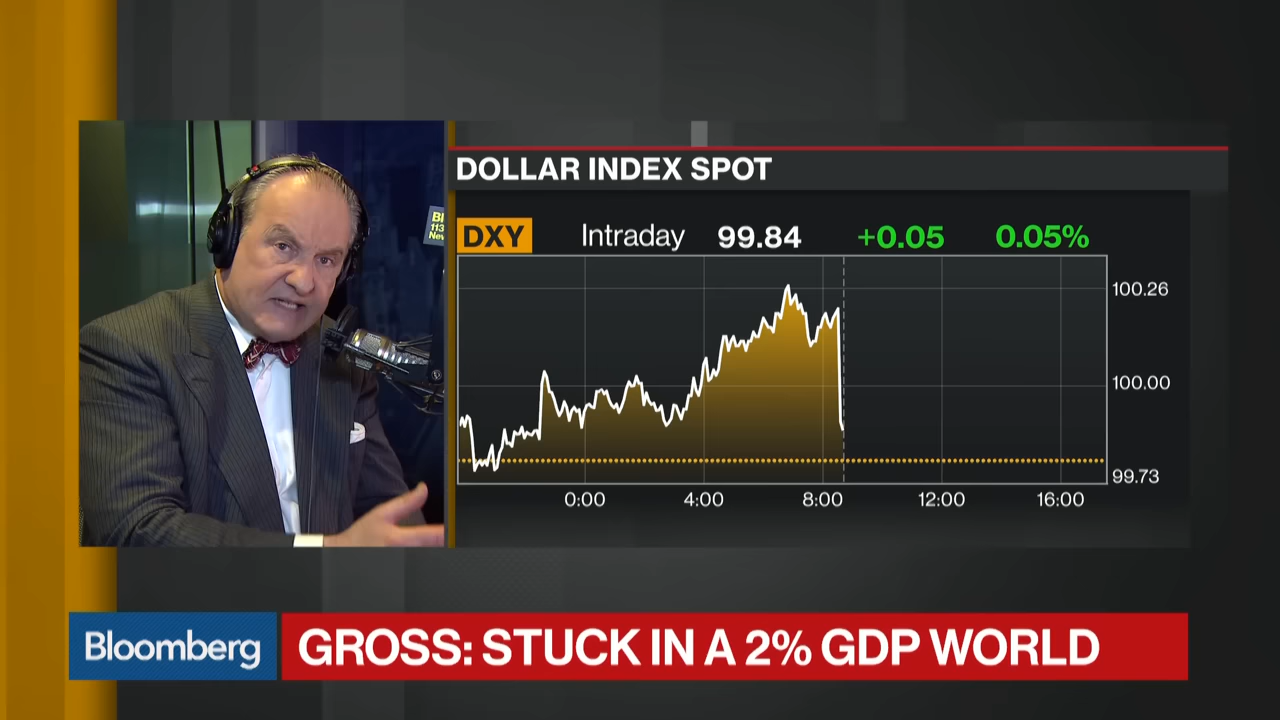 DOLLAR INDEX SPOT
DXY Intraday 99.84 +0.05 0.05%
100.26
100.00
99.73
0:00 4:00 8:00 12:00 16:00
Bloomberg
GROSS: STUCK IN A 2% GDP WORLD